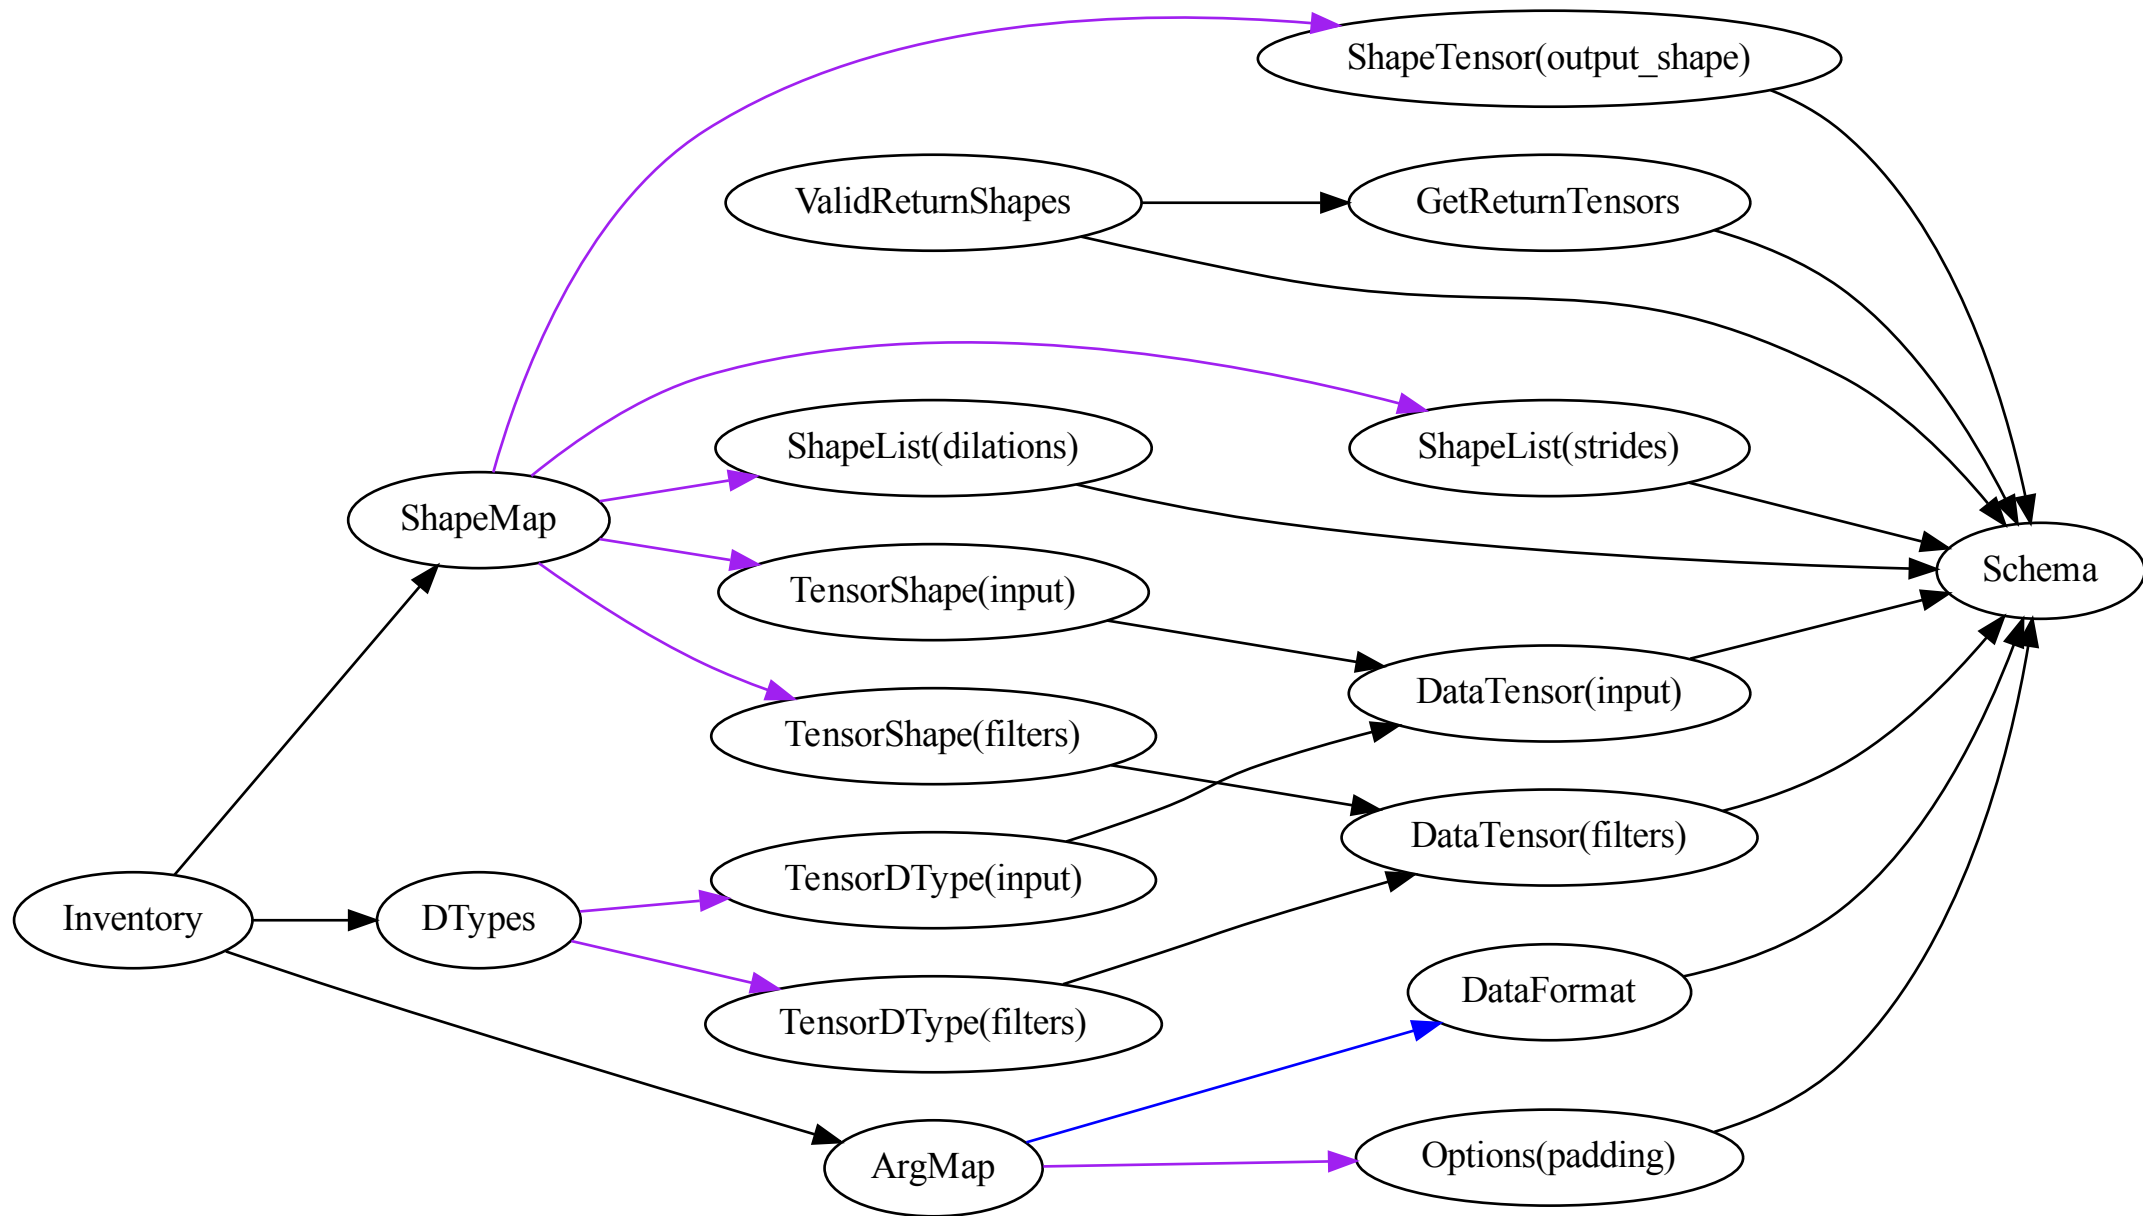 ShapeTensor(output_shape)
ValidReturnShapes
GetReturnTensors
ShapeList(dilations)
ShapeList(strides)
ShapeMap
Schema
TensorShape(input)
DataTensor(input)
TensorShape(filters)
DataTensor(filters)
TensorDType(input)
Inventory
DTypes
DataFormat
TensorDType(filters)
ArgMap
Options(padding)